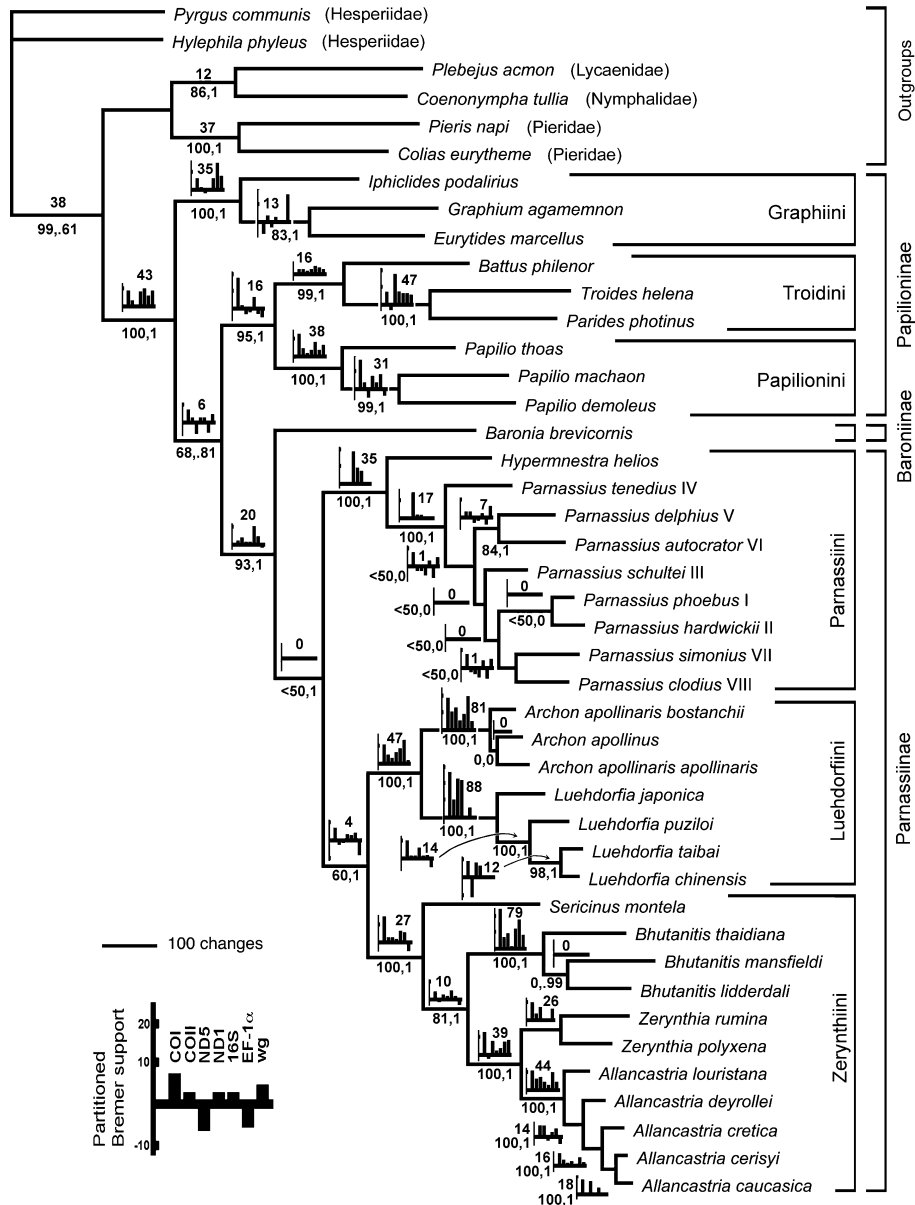 Pyrgus communis (Hesperiidae)
Hylephila phyleus (Hesperiidae)
12
86,1
Plebejus acmon (Lycaenidae)
Coenonympha tullia (Nymphalidae)
37
100,1
Pieris napi (Pieridae)
Colias eurytheme (Pieridae)
Outgroups
38
99,.61
35
100,1
Iphiclides podalirius
13
83,1
Graphium agamemnon
Eurytides marcellus
Graphiini
43
100,1
16
95,1
16
99,1
Battus philenor
47
100,1
Troides helena
Parides photinus
Troidini
38
100,1
Papilio thoas
31
99,1
Papilio machaon
Papilio demoleus
Papilionini
Papilioninae
6
68,.81
Baronia brevicornis
Baroniinae
20
93,1
35
100,1
Hypermnestra helios
17
100,1
Parnassius tenedius IV
7
84,1
Parnassius delphius V
Parnassius autocrator VI
1
<50,0
Parnassius schultei III
0
<50,0
0
<50,0
Parnassius phoebus I
Parnassius hardwickii II
0
<50,0
1
<50,0
Parnassius simonius VII
Parnassius clodius VIII
Parnassiini
0
<50,1
81
100,1
Archon apollinaris bostanchii
0
0,0
Archon apollinus
Archon apollinaris apollinaris
47
100,1
88
100,1
Luehdorfia japonica
14
100,1
Luehdorfia puziloi
12
98,1
Luehdorfia taibai
Luehdorfia chinensis
Luehdorfiini
Parnassiinae
4
60,1
27
100,1
Sericinus montela
79
100,1
Bhutanitis thaidiana
0
0,.99
Bhutanitis mansfieldi
Bhutanitis lidderdali
10
81,1
26
Zerynthia rumina
Zerynthia polyxena
39
100,1
44
100,1
Allancastria louristana
Allancastria deyrollei
14
100,1
Allancastria cretica
16
100,1
Allancastria cerisyi
18
100.1
Allancastria caucasica
Zerynthiini
100 changes
Partitioned
Bremer support
20
10
-10
COI
COII
ND5
ND1
16S
EF-1α
wg